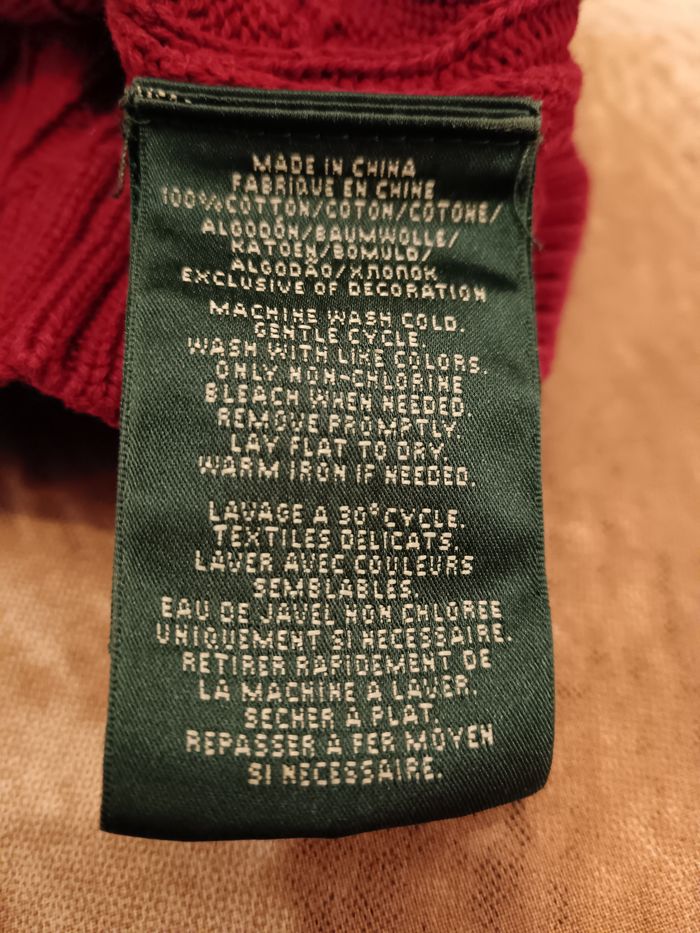 MADE IN CHINA
FABRIQUE EN CHINE
100%COTTON/COTON/COTONE/
ALGODÓN/BAUMWOLLE/
KATOEN/BOMULD/
ALGODÃO/ХЛОПОК
EXCLUSIVE OF DECORATION
MACHINE WASH COLD.
GENTLE CYCLE.
WASH WITH LIKE COLORS.
ONLY NON-CHLORINE
BLEACH WHEN NEEDED.
REMOVE PROMPTLY.
LAY FLAT TO DRY.
WARM IRON IF NEEDED.
LAVAGE A 30° CYCLE.
TEXTILES DELICATS.
LAVER AVEC COULEURS
SEMBLABLES.
EAU DE JAVEL NON CHLOREE
UNIQUEMENT SI NECESSAIRE.
RETIRER RAPIDEMENT DE
LA MACHINE A LAVER.
SECHER A PLAT.
REPASSER A FER MOYEN
SI NECESSAIRE.